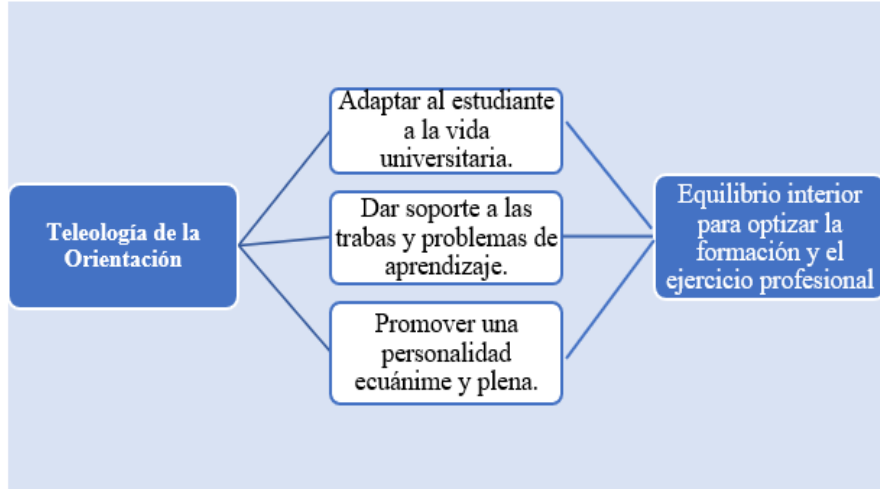 Adaptar al estudiante
a la vida
universitaria.
Teleología de la
Orientación
Dar soporte a las
trabas y problemas de
aprendizaje.
Promover una
personalidad
ecuánime y plena.
Equilibrio interior
para optizar la
formación y el
ejercicio profesional